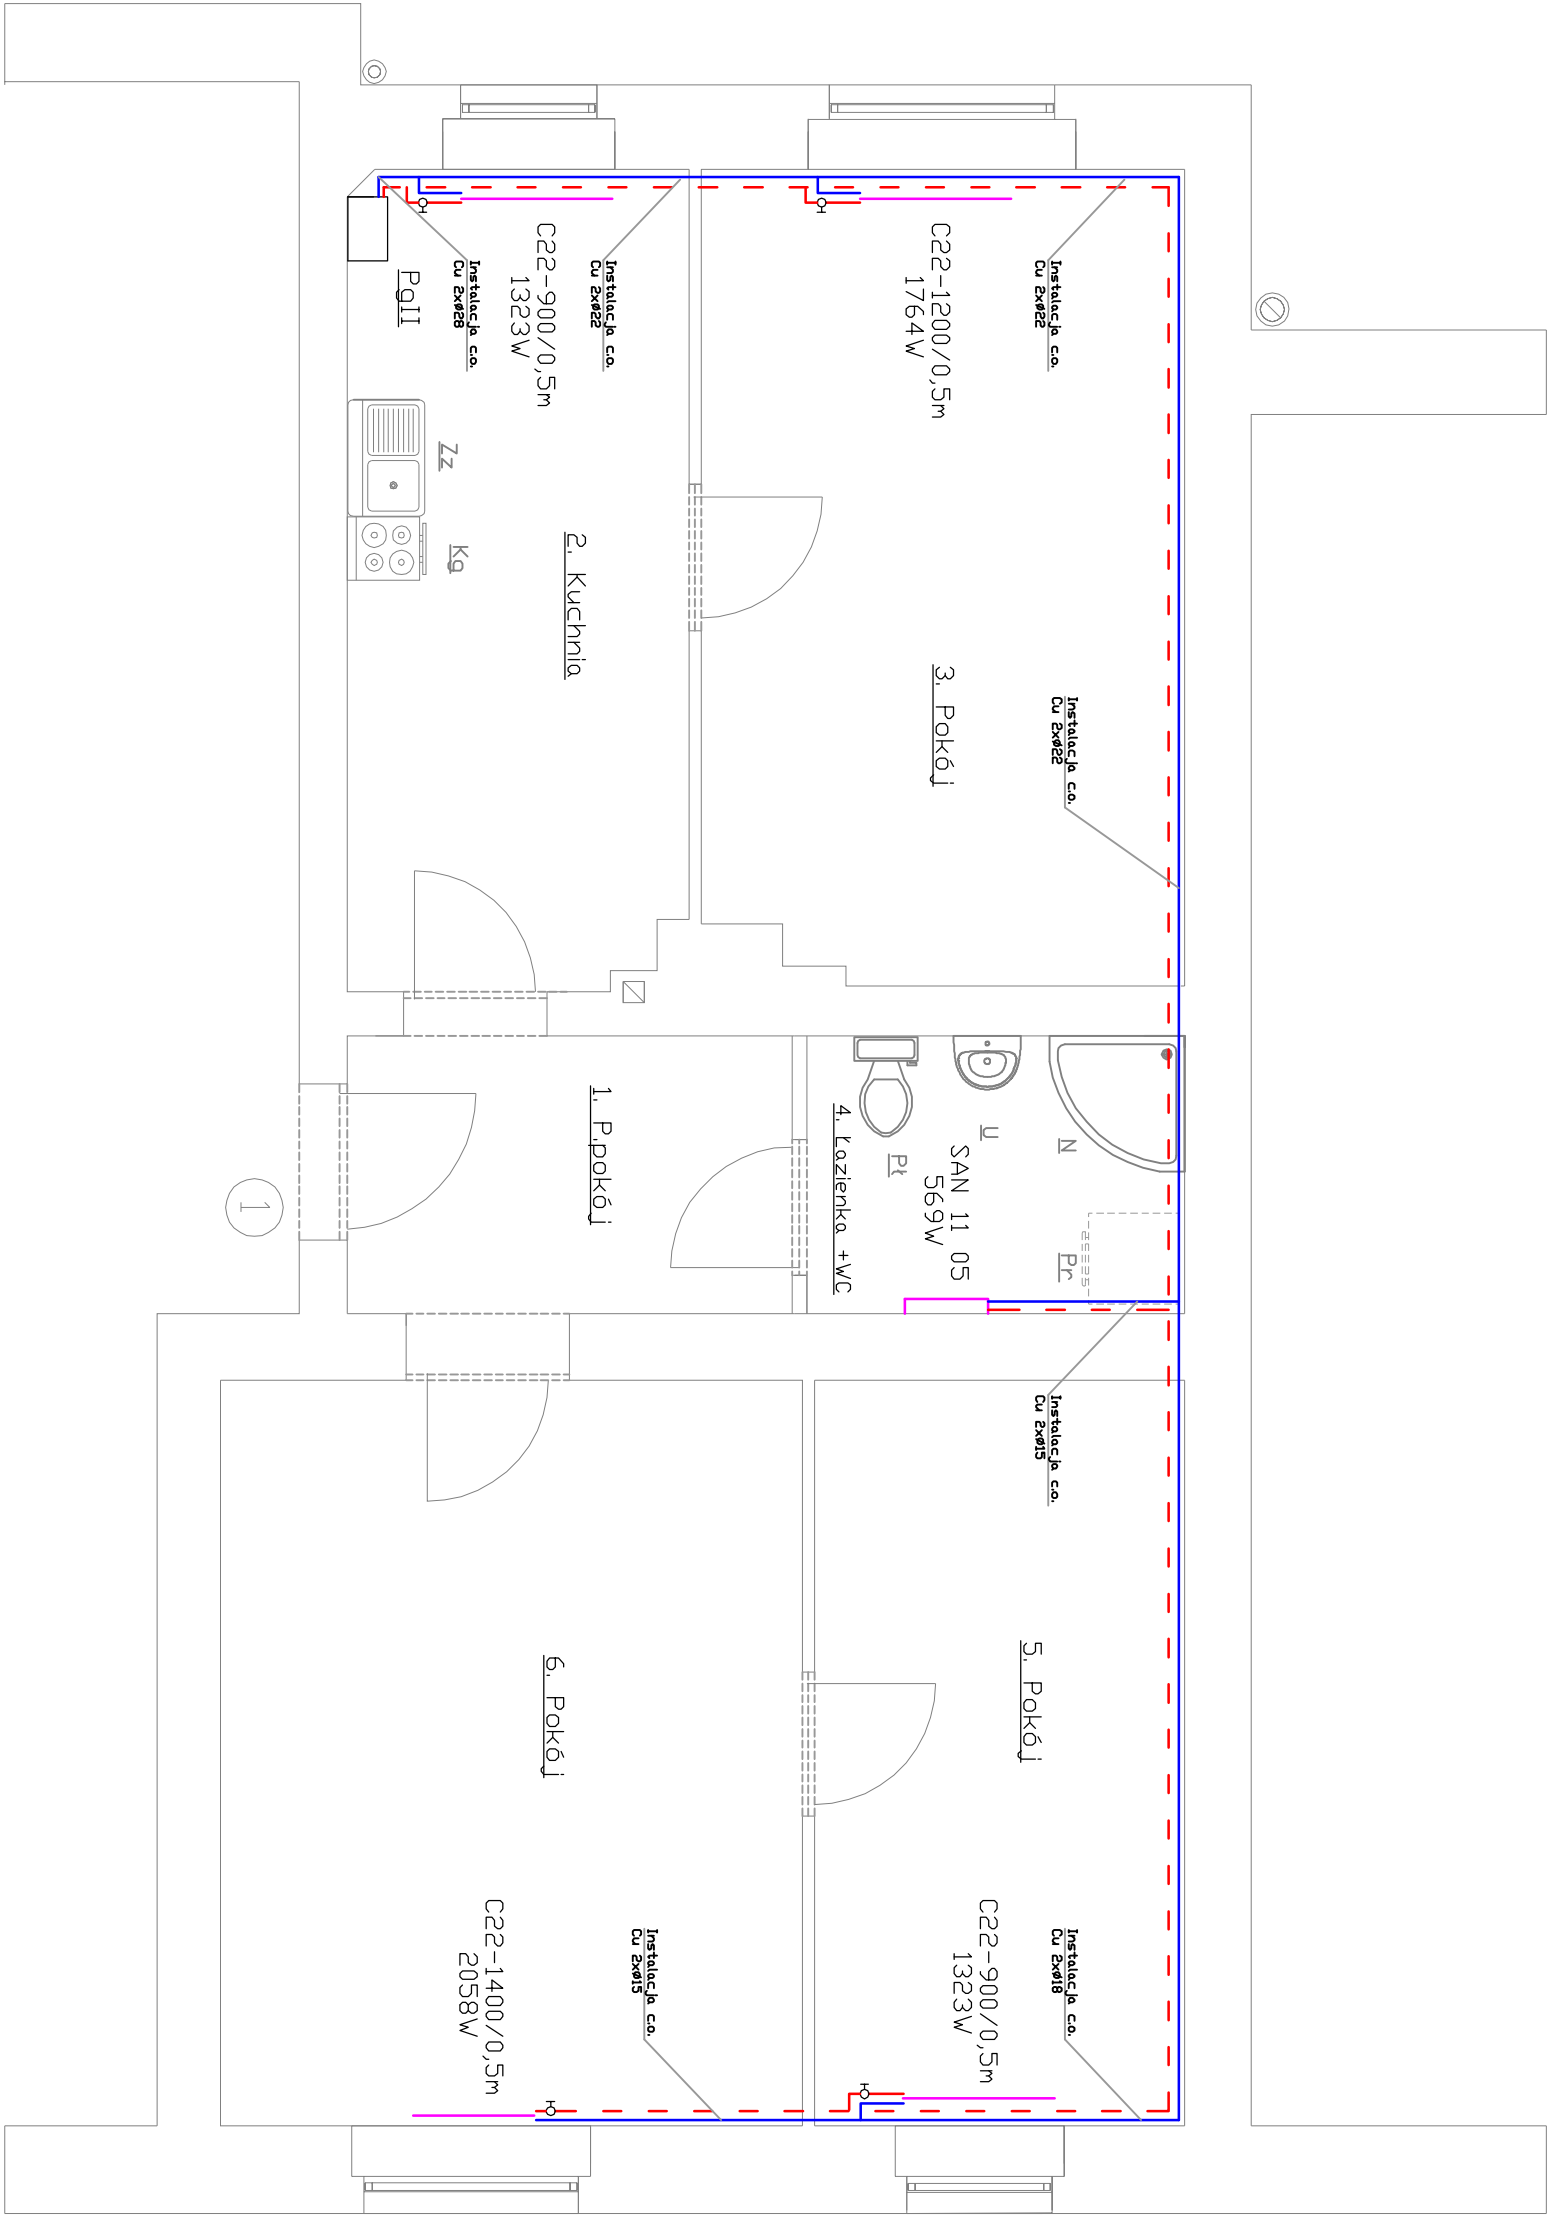 C22-900/0,5m
1323W
C22-1200/0,5m
1764W
Instalacja c.o.
Cu 2xø28
Instalacja c.o.
Cu 2xø22
Instalacja c.o.
Cu 2xø22
PgII
Zz
Kg
2. Kuchnia
3. Pokój
Instalacja c.o.
Cu 2xø22
1. P.pokój
4. Łazienka +WC
Pł
U
N
SAN 11 05
569W
Pr
1
Instalacja c.o.
Cu 2xø15
6. Pokój
5. Pokój
C22-1400/0,5m
2058W
Instalacja c.o.
Cu 2xø15
C22-900/0,5m
1323W
Instalacja c.o.
Cu 2xø18